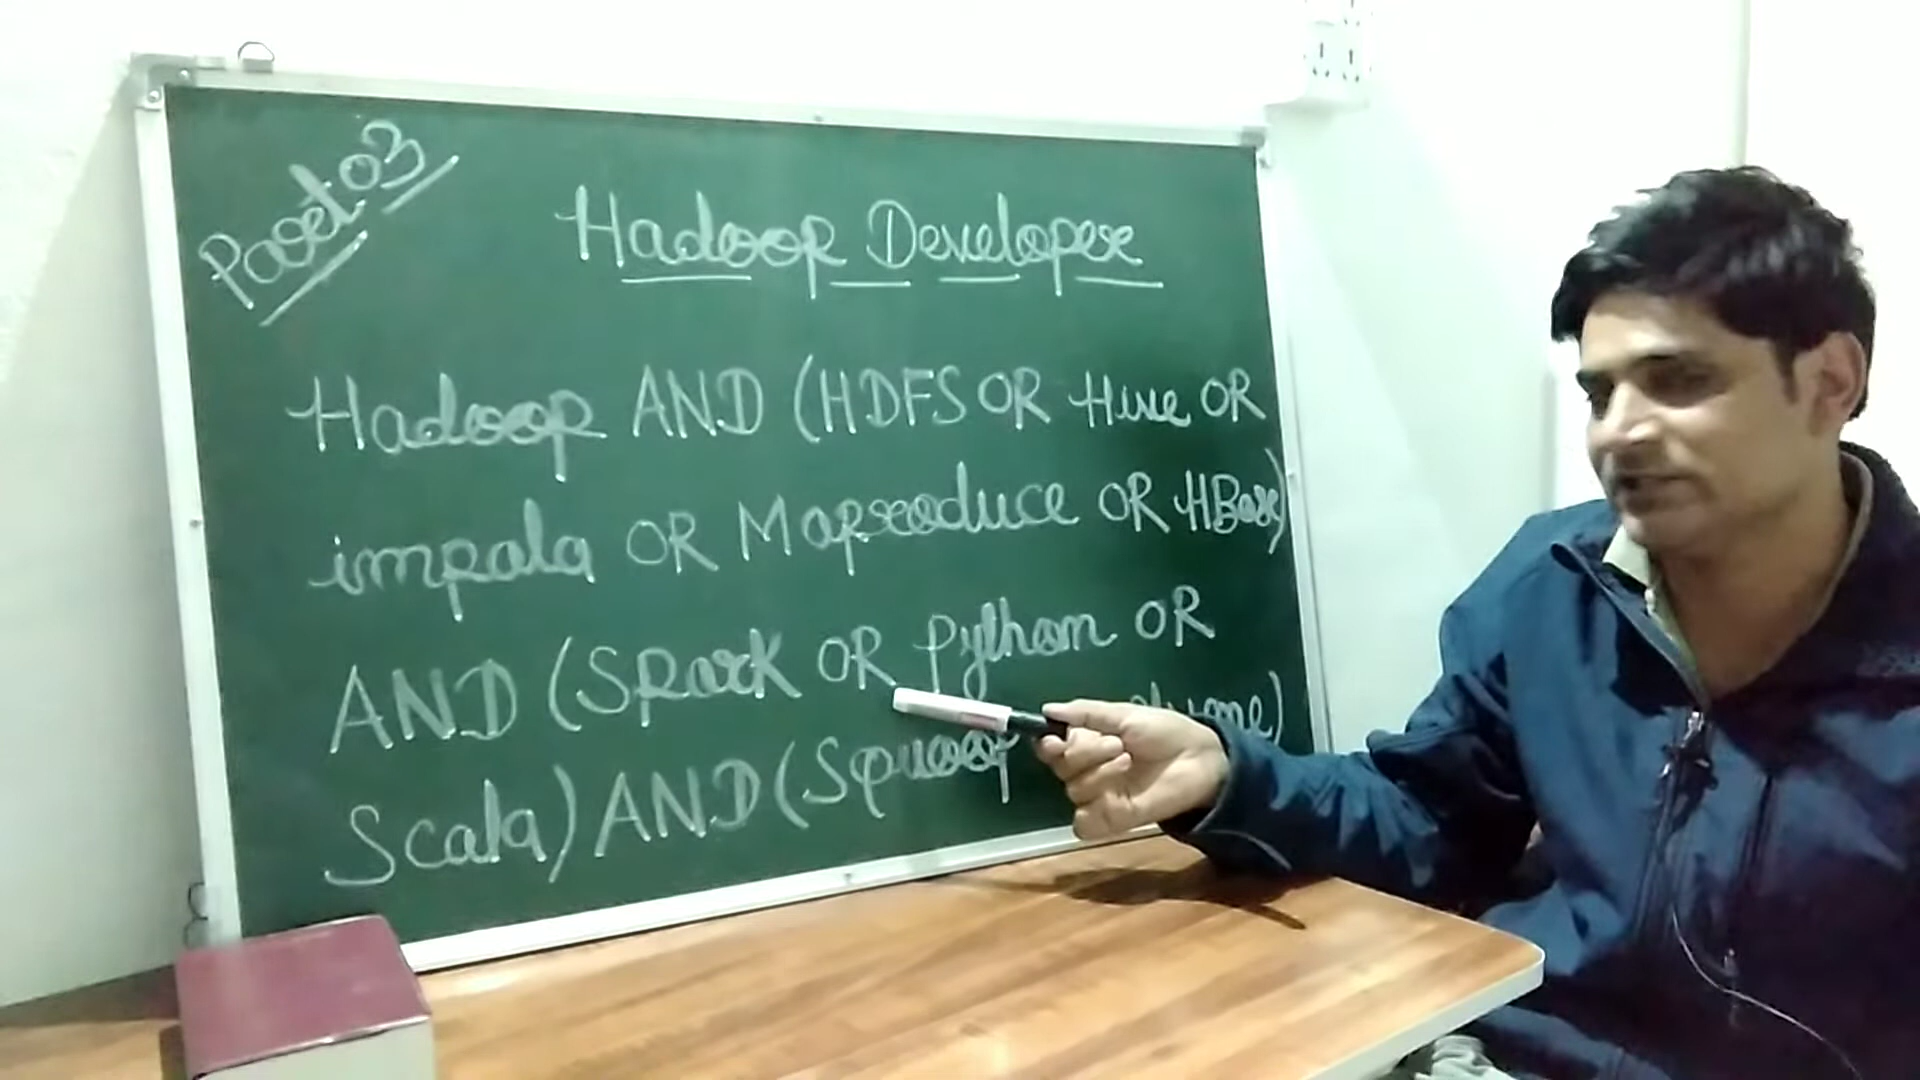 Part 03
Hadoop Developer
Hadoop AND (HDFS OR Hive OR
impala OR Mapreduce OR HBase)
AND (Spark OR Python OR
Scala) AND (Squoop